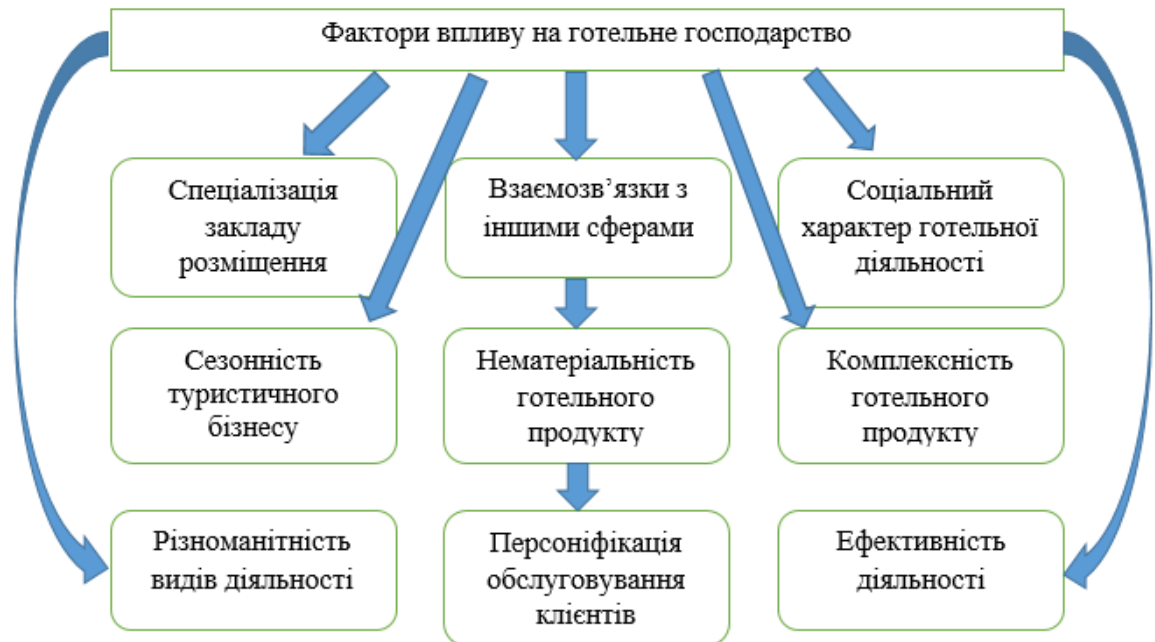 Фактори впливу на готельне господарство
Спеціалізація
закладу
розміщення
Взаємозв’язки з
іншими сферами
Соціальний
характер готельної
діяльності
Сезонність
туристичного
бізнесу
Нематеріальність
готельного
продукту
Комплексність
готельного
продукту
Різноманітність
видів діяльності
Персоніфікація
обслуговування
клієнтів
Ефективність
діяльності